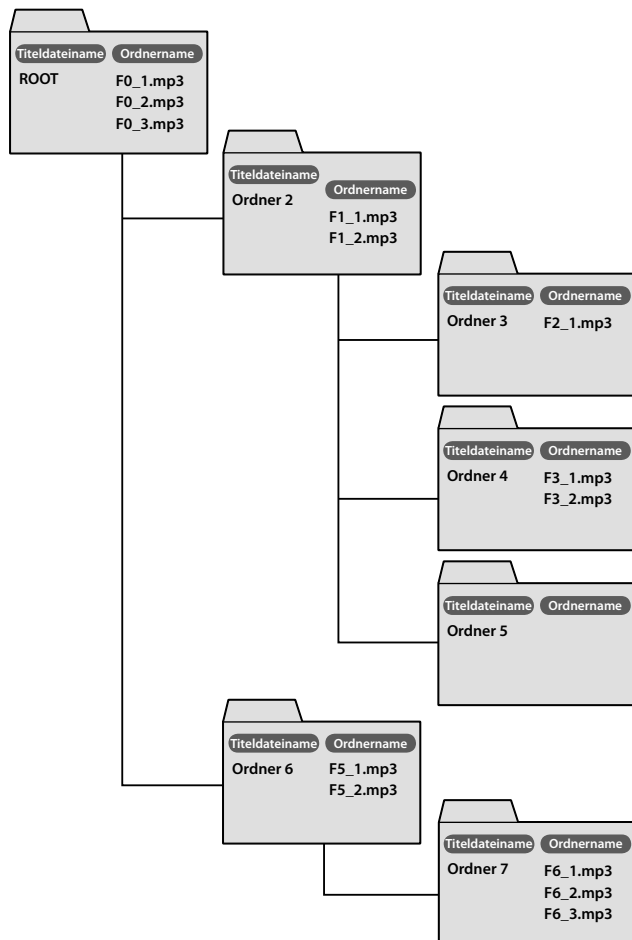 Titeldateiname Ordnername
ROOT F0_1.mp3
F0_2.mp3
F0_3.mp3
Titeldateiname Ordnername
Ordner 2
F1_1.mp3
F1_2.mp3
Titeldateiname Ordnername
Ordner 3 F2_1.mp3
Titeldateiname Ordnername
Ordner 4 F3_1.mp3
F3_2.mp3
Titeldateiname Ordnername
Ordner 5
Titeldateiname Ordnername
Ordner 6 F5_1.mp3
F5_2.mp3
Titeldateiname Ordnername
Ordner 7 F6_1.mp3
F6_2.mp3
F6_3.mp3